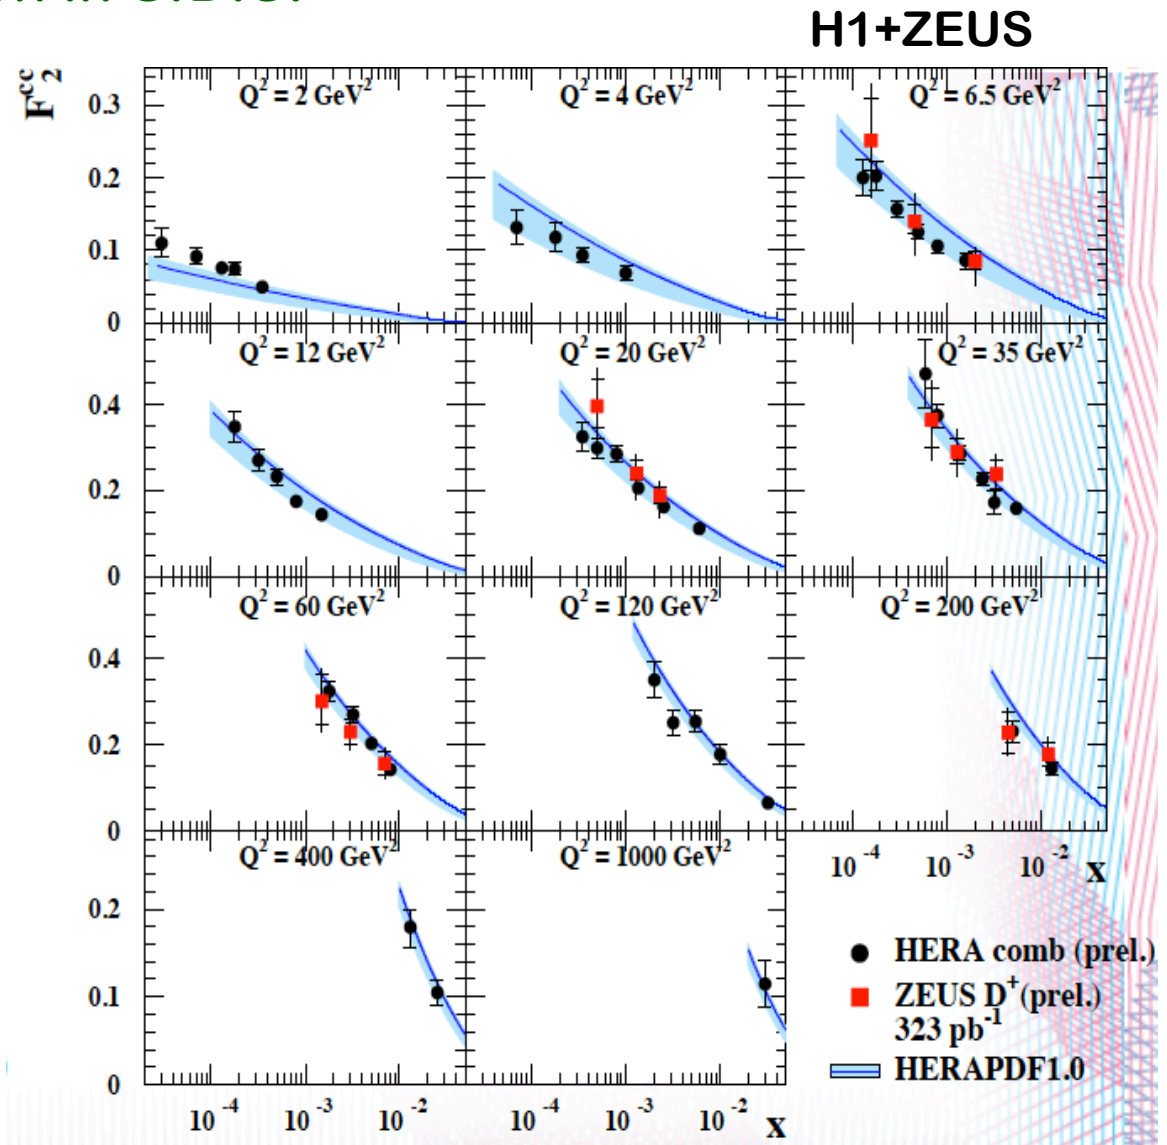 H1+ZEUS
F₂ᶜᶜ
Q² = 2 GeV²
Q² = 4 GeV²
Q² = 6.5 GeV²
0.3
0.2
0.1
0
Q² = 12 GeV²
Q² = 20 GeV²
Q² = 35 GeV²
0.4
0.2
0
Q² = 60 GeV²
Q² = 120 GeV²
Q² = 200 GeV²
0.4
0.2
0
10⁻⁴ 10⁻³ 10⁻² x
Q² = 400 GeV²
Q² = 1000 GeV²
0.2
0.1
0
10⁻⁴ 10⁻³ 10⁻² 10⁻⁴ 10⁻³ 10⁻² x
HERA comb (prel.)
ZEUS D⁺(prel.)
323 pb⁻¹
HERAPDF1.0